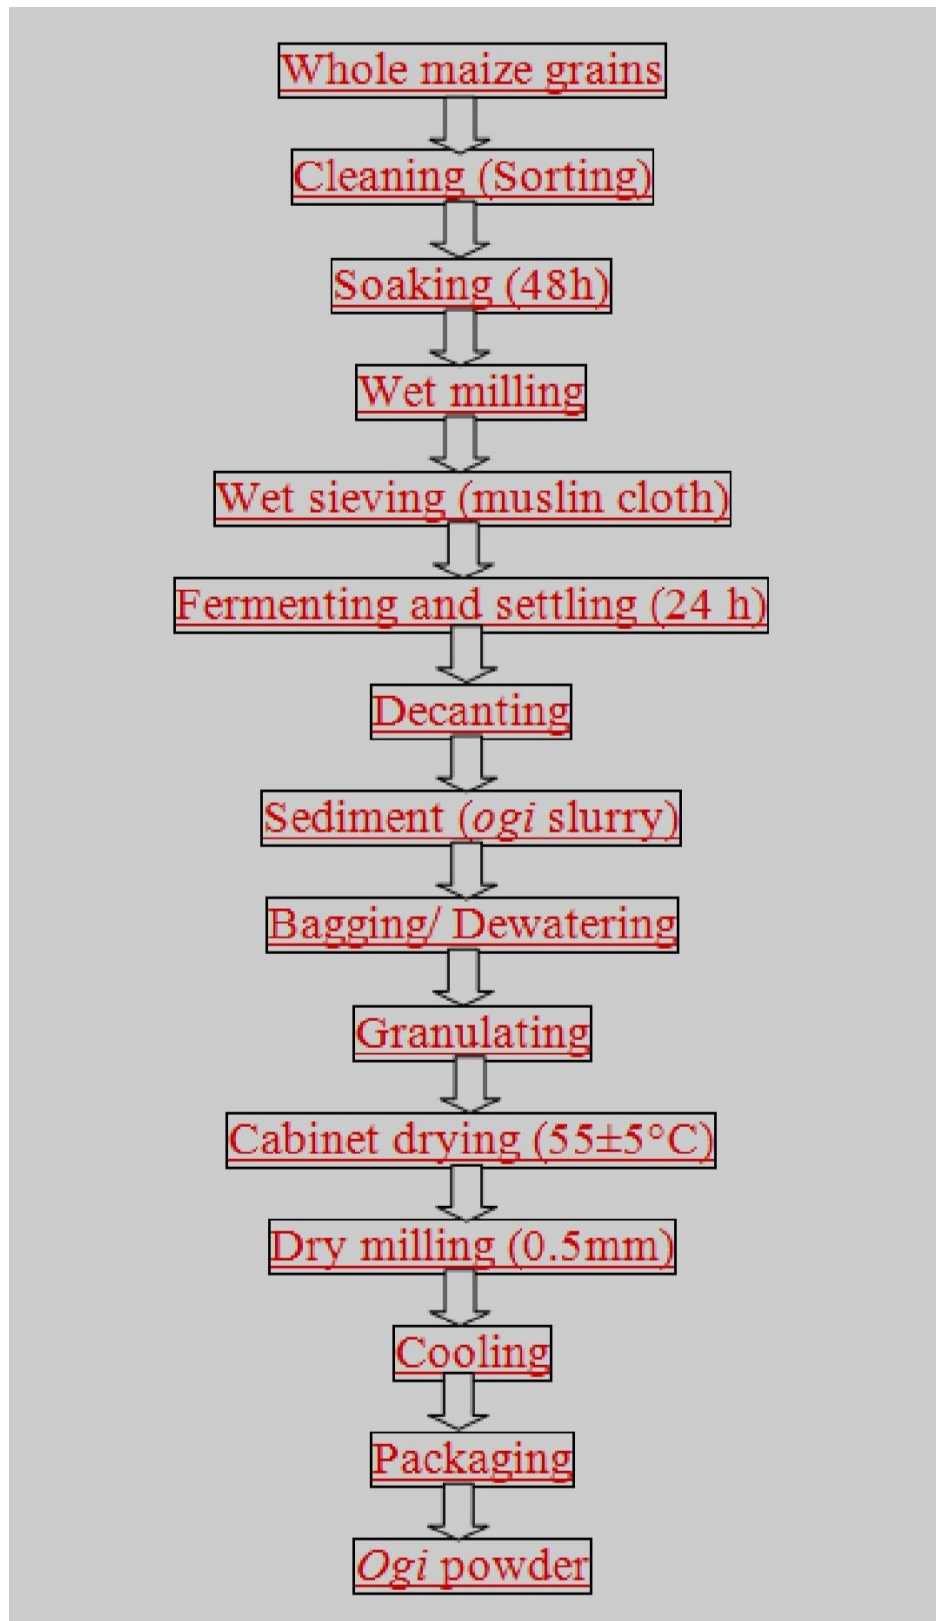 Whole maize grains
Cleaning (Sorting)
Soaking (48h)
Wet milling
Wet sieving (muslin cloth)
Fermenting and settling (24 h)
Decanting
Sediment (ogi slurry)
Bagging/ Dewatering
Granulating
Cabinet drying (55±5°C)
Dry milling (0.5mm)
Cooling
Packaging
Ogi powder